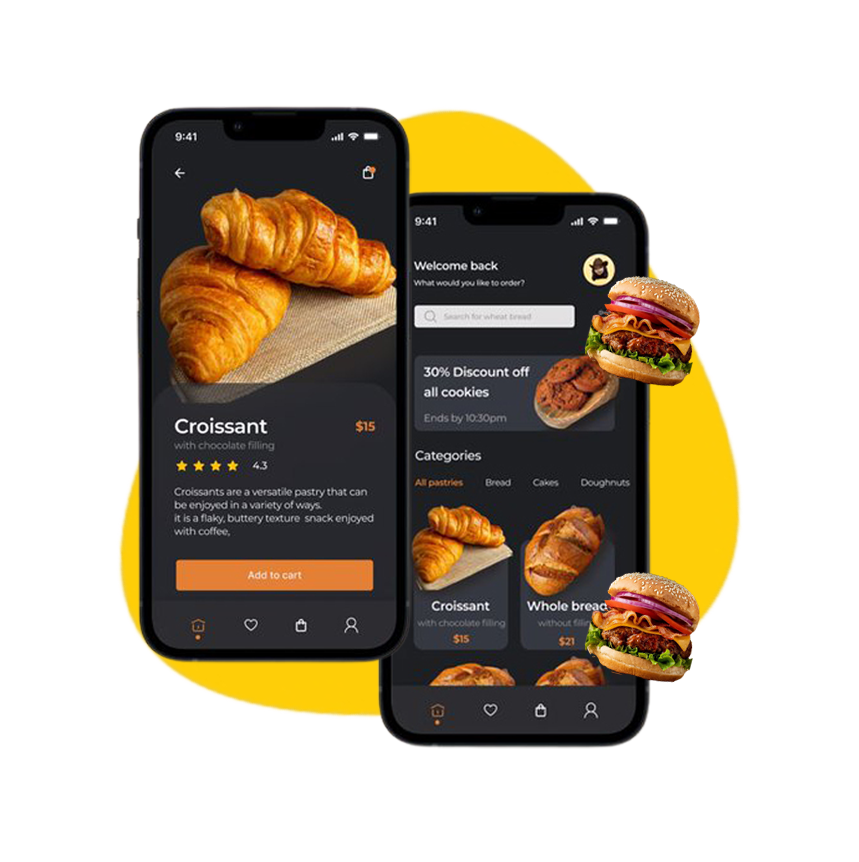 9:41
Croissant
$15
with chocolate filling
4.3
Croissants are a versatile pastry that can
be enjoyed in a variety of ways.
it is a flaky, buttery texture snack enjoyed
with coffee,
Add to cart
9:41
Welcome back
What would you like to order?
Search for wheat bread
30% Discount off
all cookies
Ends by 10:30pm
Categories
All pastries Bread Cakes Doughnuts
Croissant
with chocolate filling
$15
Whole bread
without
$21